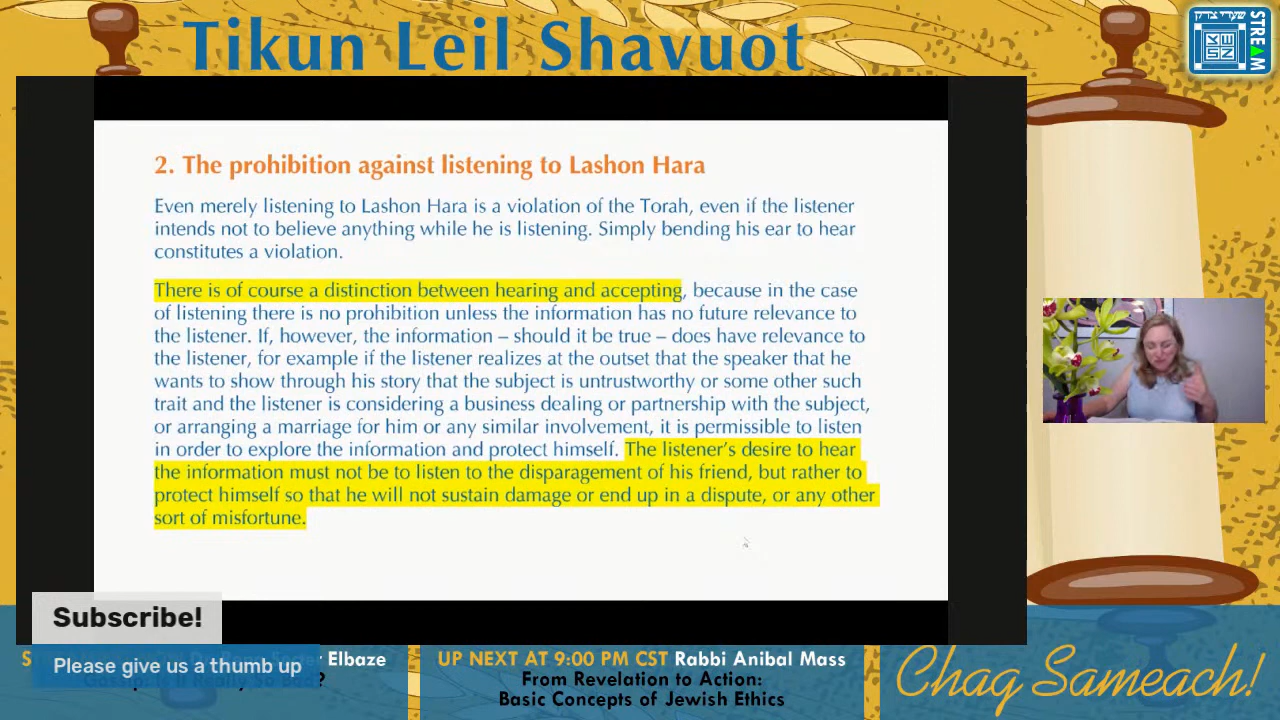 Tikun Leil Shavuot
שערי צדק
STREAM
2. The prohibition against listening to Lashon Hara
Even merely listening to Lashon Hara is a violation of the Torah, even if the listener
intends not to believe anything while he is listening. Simply bending his ear to hear
constitutes a violation.
There is of course a distinction between hearing and accepting, because in the case
of listening there is no prohibition unless the information has no future relevance to
the listener. If, however, the information – should it be true – does have relevance to
the listener, for example if the listener realizes at the outset that the speaker that he
wants to show through his story that the subject is untrustworthy or some other such
trait and the listener is considering a business dealing or partnership with the subject,
or arranging a marriage for him or any similar involvement, it is permissible to listen
in order to explore the information and protect himself. The listener’s desire to hear
the information must not be to listen to the disparagement of his friend, but rather to
protect himself so that he will not sustain damage or end up in a dispute, or any other
sort of misfortune.
Subscribe!
Please give us a thumb up
Elbaze
UP NEXT AT 9:00 PM CST Rabbi Anibal Mass
From Revelation to Action:
Basic Concepts of Jewish Ethics
Chag Sameach!